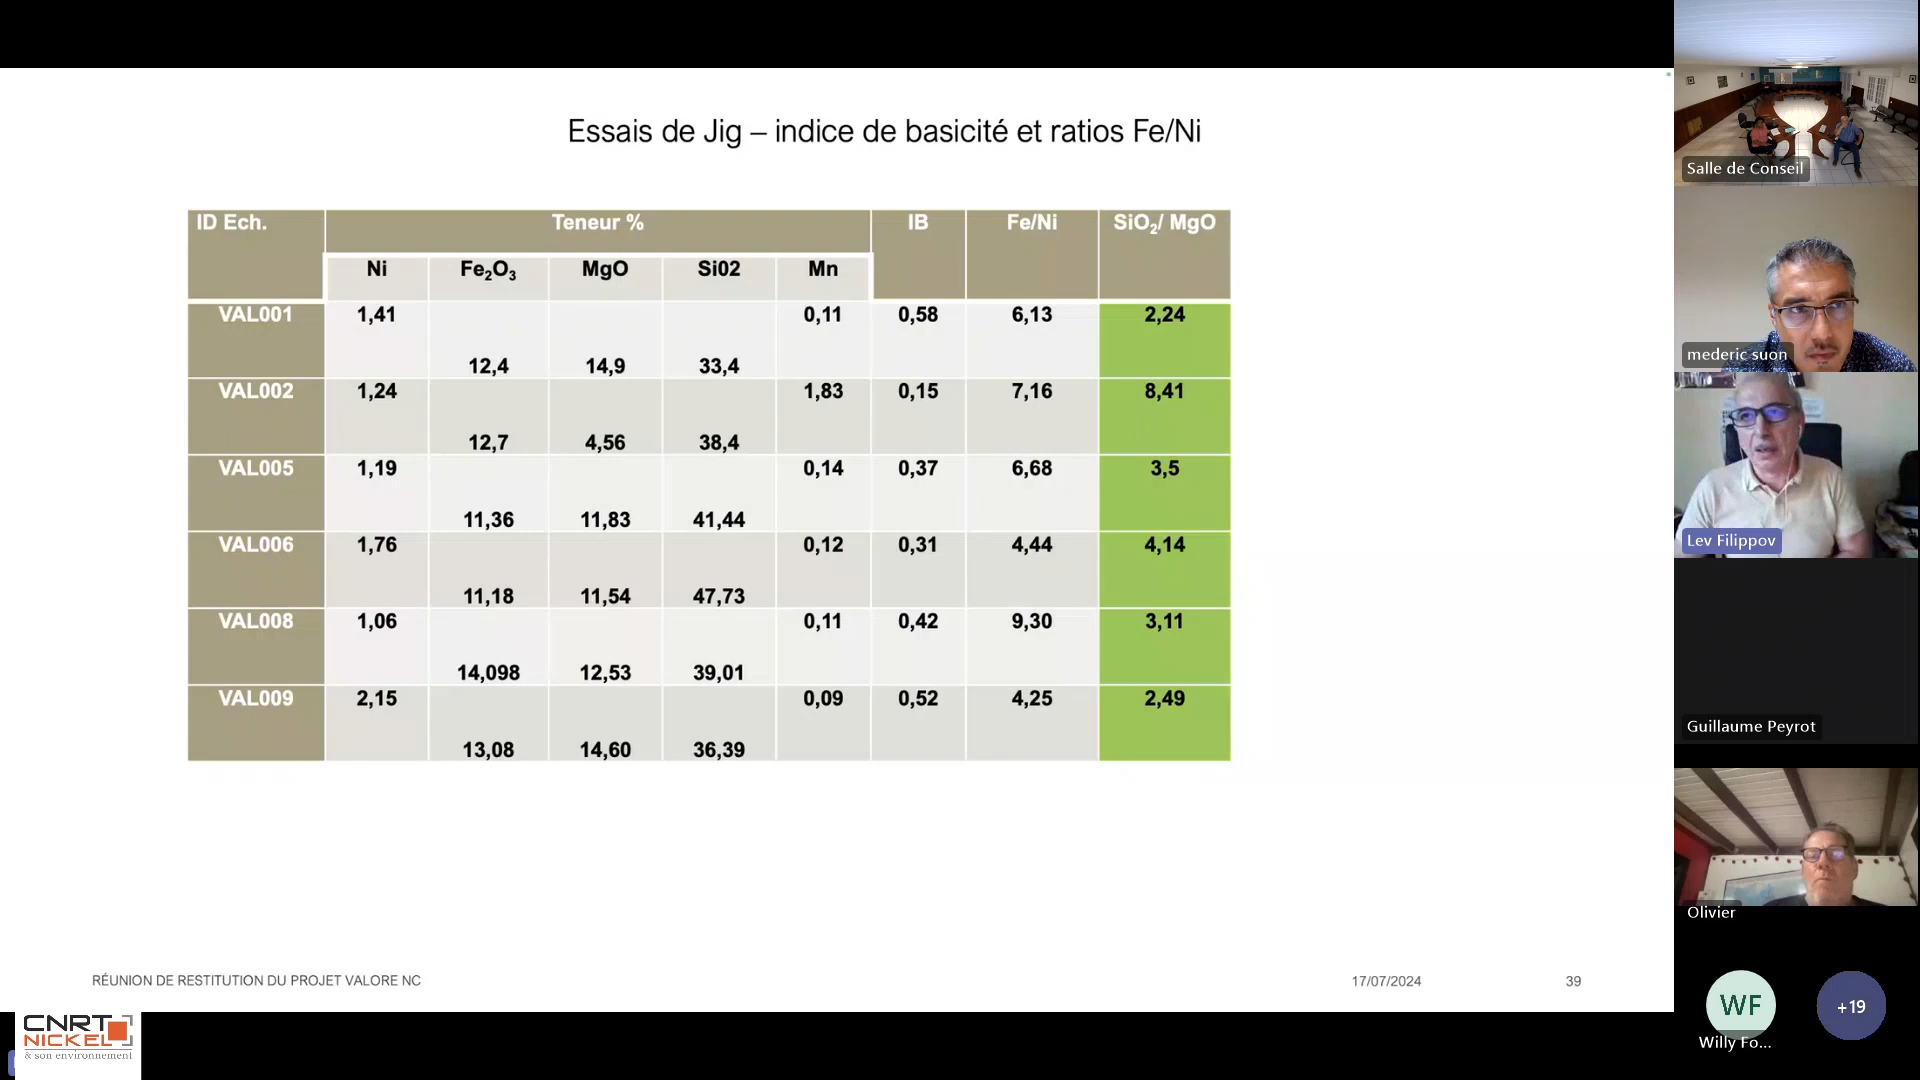 Essais de Jig – indice de basicité et ratios Fe/Ni
ID Ech. Teneur % IB Fe/Ni SiO₂/ MgO
Ni Fe₂O₃ MgO Si02 Mn
VAL001 1,41 12,4 14,9 33,4 0,11 0,58 6,13 2,24
VAL002 1,24 12,7 4,56 38,4 1,83 0,15 7,16 8,41
VAL005 1,19 11,36 11,83 41,44 0,14 0,37 6,68 3,5
VAL006 1,76 11,18 11,54 47,73 0,12 0,31 4,44 4,14
VAL008 1,06 14,098 12,53 39,01 0,11 0,42 9,30 3,11
VAL009 2,15 13,08 14,60 36,39 0,09 0,52 4,25 2,49
RÉUNION DE RESTITUTION DU PROJET VALORE NC 17/07/2024 39
CNRT
NICKEL
& son environnement
Salle de Conseil
mederic suon
Lev Filippov
Guillaume Peyrot
Olivier
WF
Willy Fo...
+19